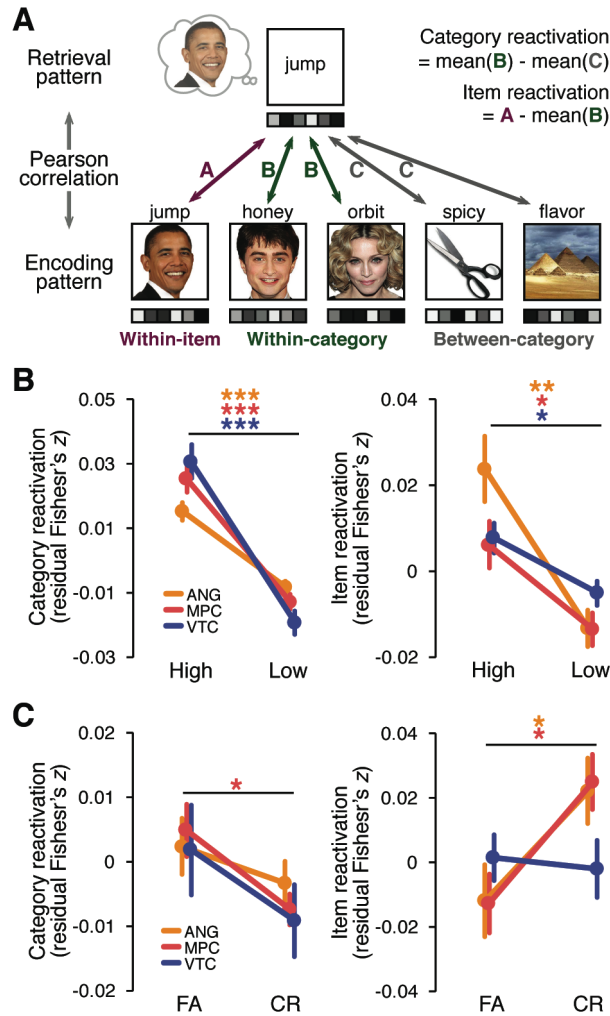 A
Retrieval
pattern
Pearson
correlation
Encoding
pattern
jump
Category reactivation
= mean(B) - mean(C)
Item reactivation
= A - mean(B)
A
B
B
C
C
jump
honey
orbit
spicy
flavor
Within-item
Within-category
Between-category
B
Category reactivation
(residual Fishesr's z)
0.05
0.03
0.01
-0.01
-0.03
***
***
***
ANG
MPC
VTC
High
Low
Item reactivation
(residual Fishesr's z)
0.04
0.02
0
-0.02
**
*
*
High
Low
C
Category reactivation
(residual Fishesr's z)
0.02
0.01
0
-0.01
-0.02
*
ANG
MPC
VTC
FA
CR
Item reactivation
(residual Fishesr's z)
0.04
0.02
0
-0.02
-0.04
*
*
FA
CR